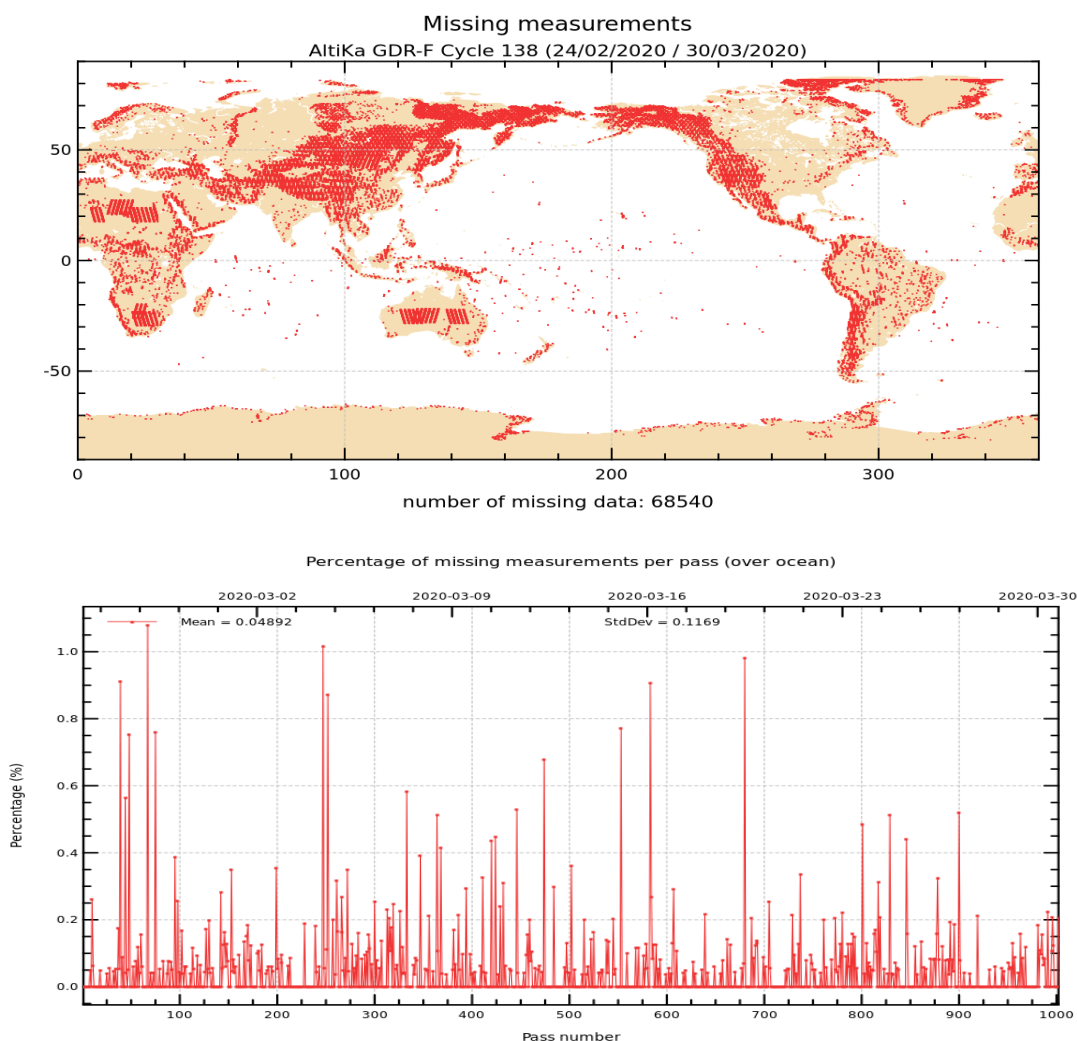 Missing measurements
AltiKa GDR-F Cycle 138 (24/02/2020 / 30/03/2020)
50
0
-50
0 100 200 300
number of missing data: 68540
Percentage of missing measurements per pass (over ocean)
2020-03-02 2020-03-09 2020-03-16 2020-03-23 2020-03-30
Mean = 0.04892 StdDev = 0.1169
1.0
0.8
0.6
0.4
0.2
0.0
Percentage (%)
100 200 300 400 500 600 700 800 900 1000
Pass number